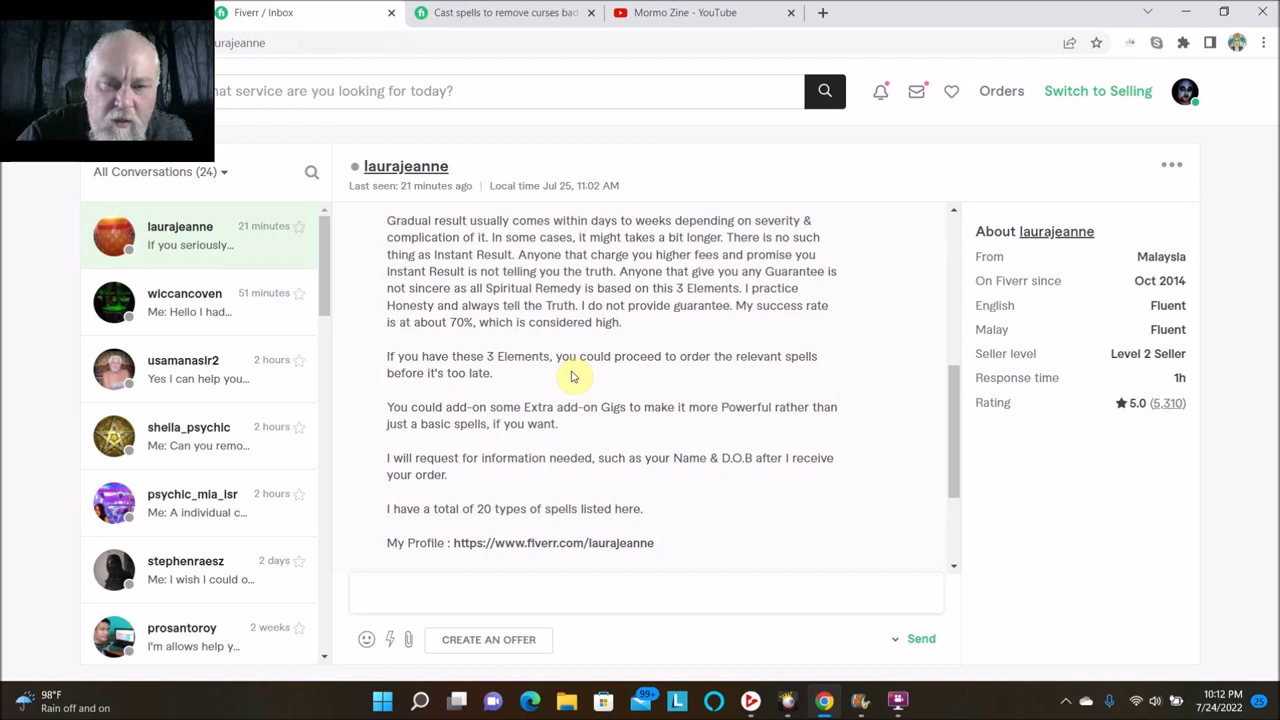 Fiverr / Inbox
Cast spells to remove curses bad
Mormo Zine - YouTube
urajeanne
hat service are you looking for today?
Orders
Switch to Selling
All Conversations (24)
laurajeanne
21 minutes
If you seriously...
wiccancoven
51 minutes
Me: Hello I had...
usamanasir2
2 hours
Yes I can help you...
shella_psychic
2 hours
Me: Can you remo...
psychic_mia_isr
2 hours
Me: A individual c...
stephenraesz
2 days
Me: I wish I could o...
prosantoroy
2 weeks
I'm allows help y...
laurajeanne
Last seen: 21 minutes ago | Local time Jul 25, 11:02 AM
Gradual result usually comes within days to weeks depending on severity &
complication of it. In some cases, it might takes a bit longer. There is no such
thing as Instant Result. Anyone that charge you higher fees and promise you
Instant Result is not telling you the truth. Anyone that give you any Guarantee is
not sincere as all Spiritual Remedy is based on this 3 Elements. I practice
Honesty and always tell the Truth. I do not provide guarantee. My success rate
is at about 70%, which is considered high.
If you have these 3 Elements, you could proceed to order the relevant spells
before it's too late.
You could add-on some Extra add-on Gigs to make it more Powerful rather than
just a basic spells, if you want.
I will request for information needed, such as your Name & D.O.B after I receive
your order.
I have a total of 20 types of spells listed here.
My Profile : https://www.fiverr.com/laurajeanne
CREATE AN OFFER
Send
About laurajeanne
From Malaysia
On Fiverr since Oct 2014
English Fluent
Malay Fluent
Seller level Level 2 Seller
Response time 1h
Rating 5.0 (5,310)
98°F
Rain off and on
99+
L
10:12 PM
7/24/2022
25